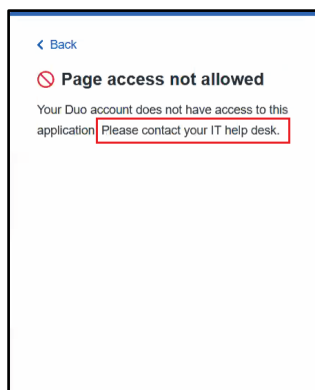 Back
Page access not allowed
Your Duo account does not have access to this
application. Please contact your IT help desk.